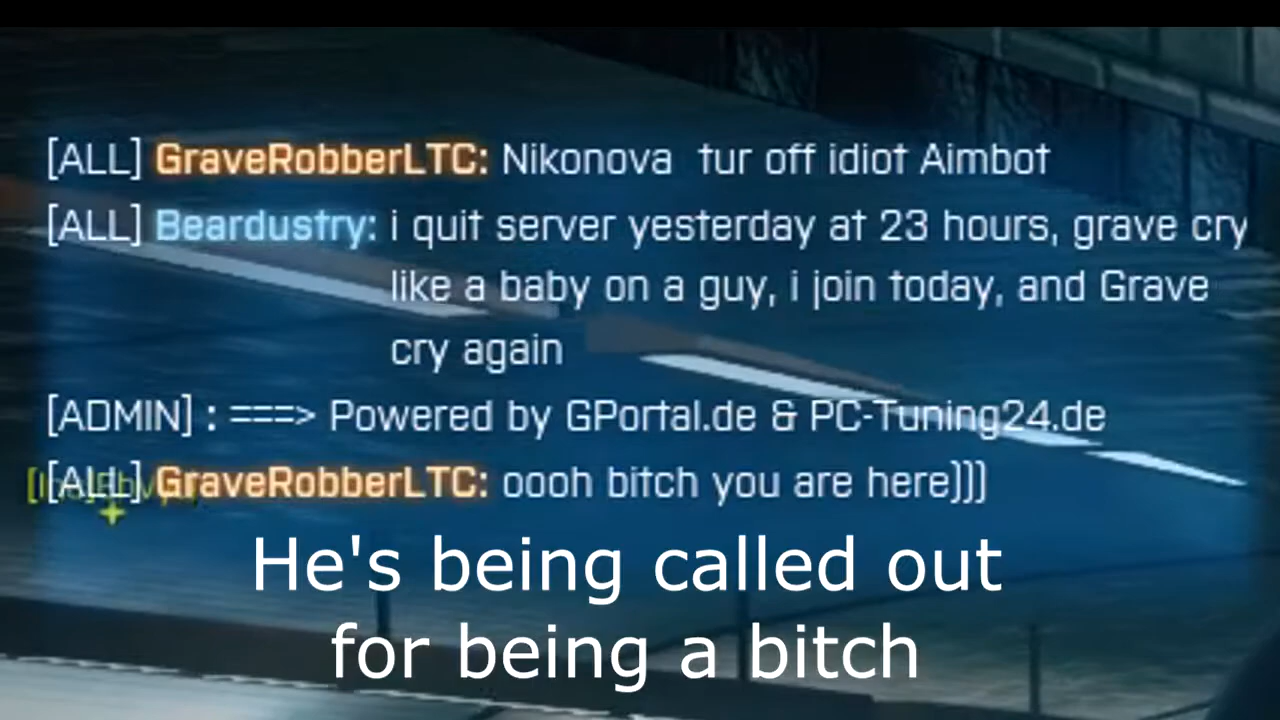 [ALL] GraveRobberLTC: Nikonova tur off idiot Aimbot
[ALL] Beardustry: i quit server yesterday at 23 hours, grave cry
like a baby on a guy, i join today, and Grave
cry again
[ADMIN] : ===> Powered by GPortal.de & PC-Tuning24.de
[ALL] GraveRobberLTC: oooh bitch you are here)))
He's being called out
for being a bitch